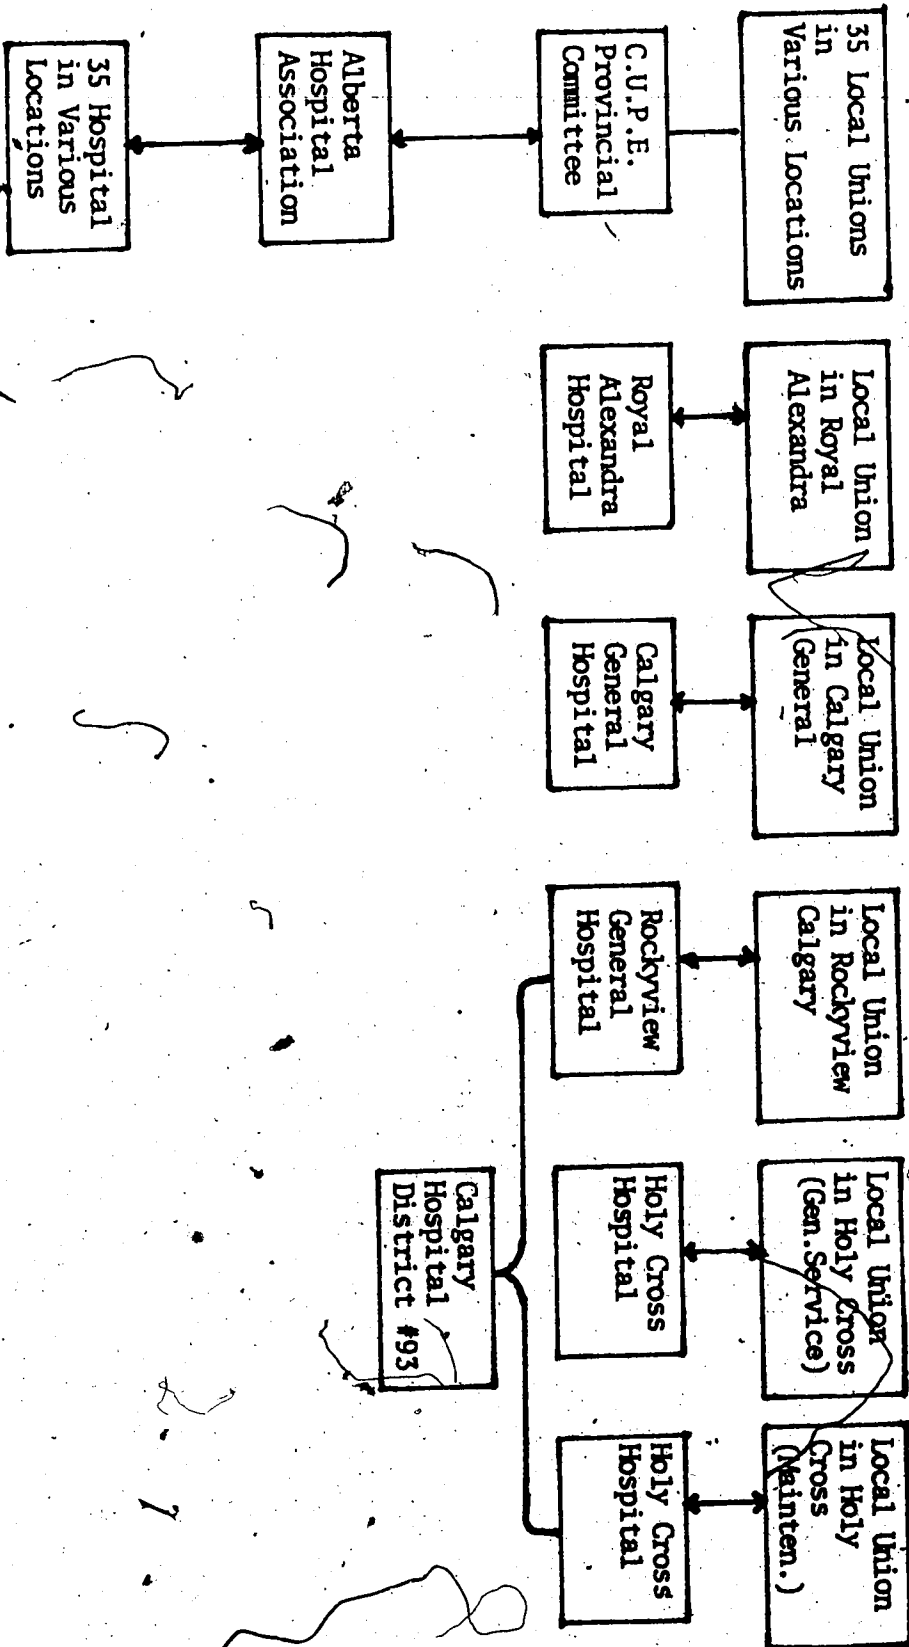 35 Local Unions
in
Various Locations
C.U.P.E.
Provincial
Committee
Alberta
Hospital
Association
35 Hospital
in Various
Locations
Local Union
in Royal
Alexandra
Royal
Alexandra
Hospital
Local Union
in Calgary
General
Calgary
General
Hospital
Local Union
in Rockyview
Calgary
Rockyview
General
Hospital
Local Union
in Holy Cross
(Gen.Service)
Holy Cross
Hospital
Local Union
in Holy
Cross
(Mainten.)
Holy Cross
Hospital
Calgary
Hospital
District #93